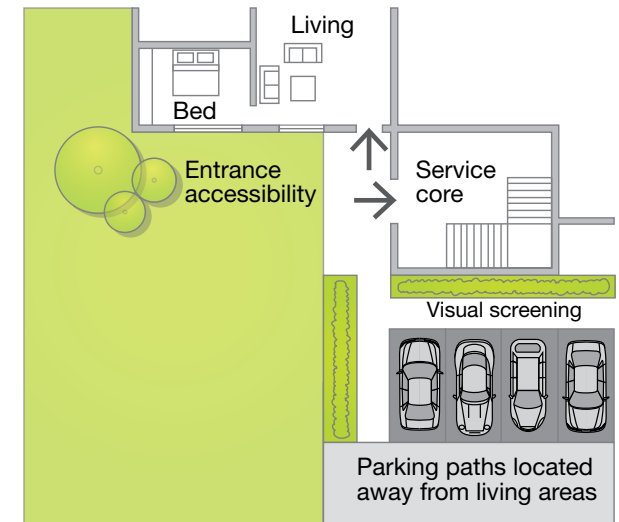 Living
Bed
Entrance
accessibility
Service
core
Visual screening
Parking paths located
away from living areas